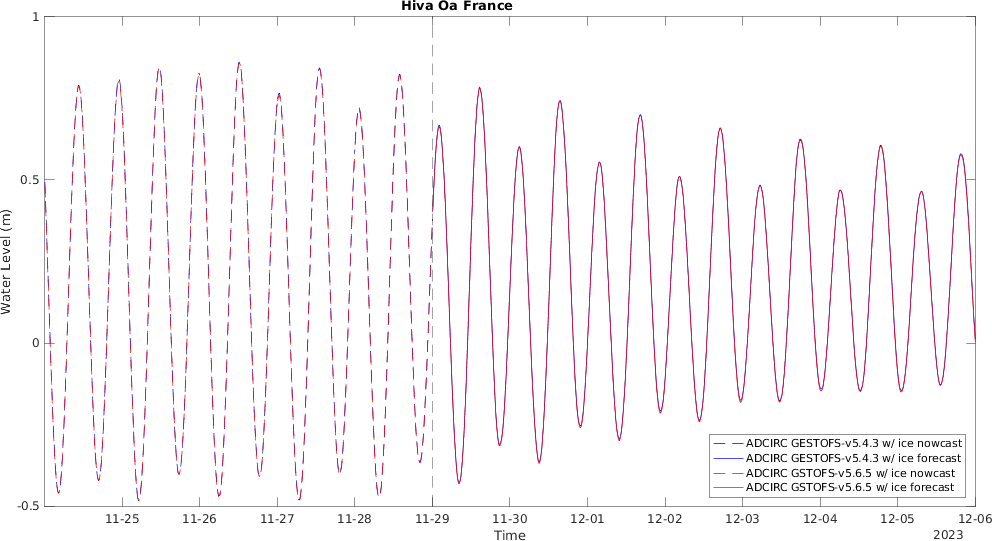 Hiva Oa France
1
0.5
0
-0.5
Water Level (m)
11-25 11-26 11-27 11-28 11-29 11-30 12-01 12-02 12-03 12-04 12-05 12-06
Time
2023
ADCIRC GESTOFS-v5.4.3 w/ ice nowcast
ADCIRC GESTOFS-v5.4.3 w/ ice forecast
ADCIRC GSTOFS-v5.6.5 w/ ice nowcast
ADCIRC GSTOFS-v5.6.5 w/ ice forecast